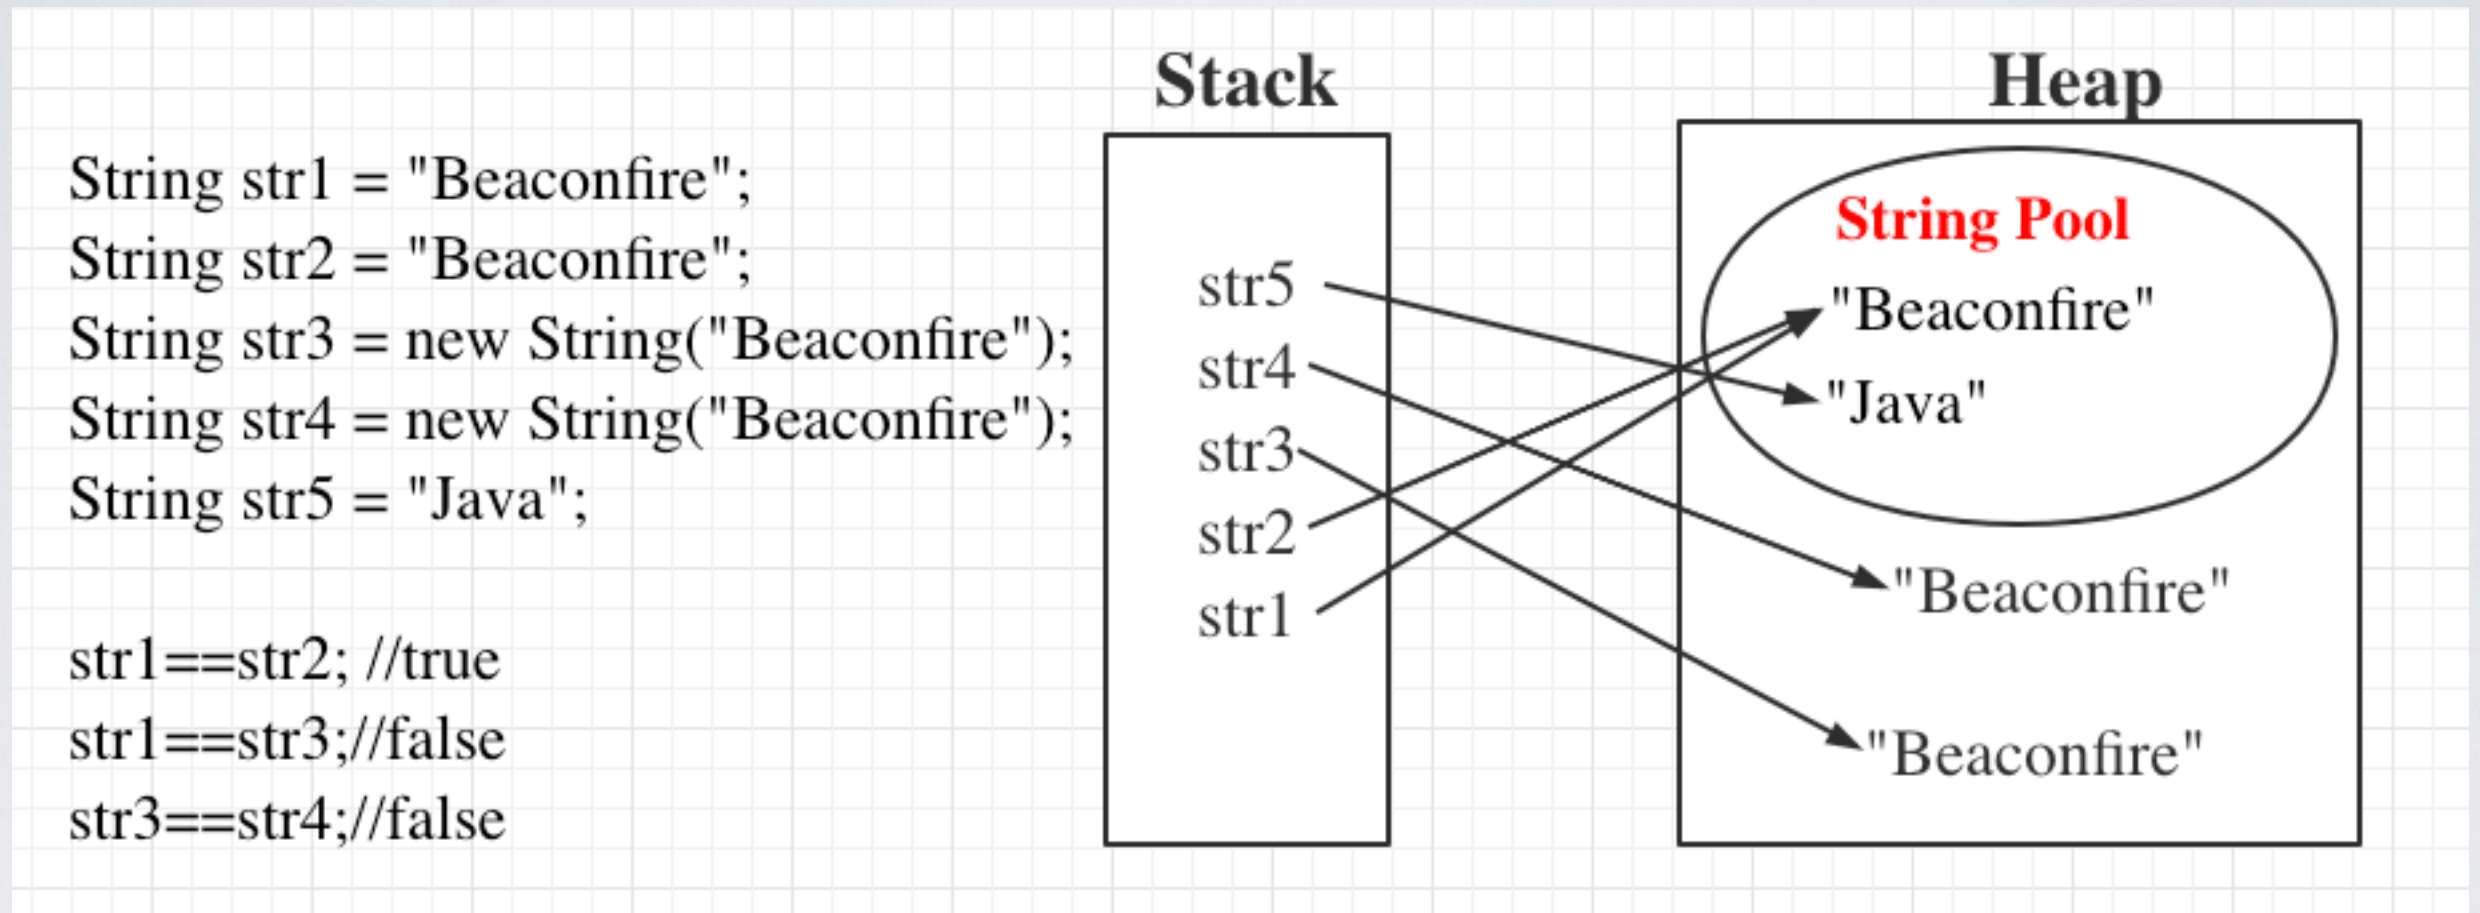 String str1 = "Beaconfire";
String str2 = "Beaconfire";
String str3 = new String("Beaconfire");
String str4 = new String("Beaconfire");
String str5 = "Java";
str1==str2; //true
str1==str3;//false
str3==str4;//false
Stack
str5
str4
str3
str2
str1
Heap
String Pool
"Beaconfire"
"Java"
"Beaconfire"
"Beaconfire"